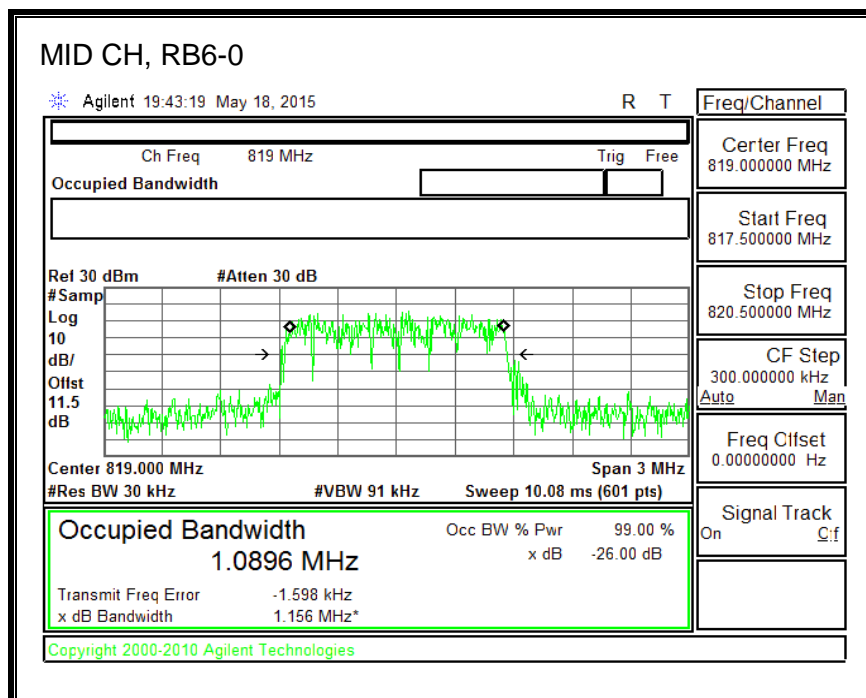 MID CH, RB6-0
Agilent 19:43:19 May 18, 2015 R T
Freq/Channel
Ch Freq 819 MHz Trig Free
Occupied Bandwidth
Center Freq
819.000000 MHz
Start Freq
817.500000 MHz
Stop Freq
820.500000 MHz
CF Step
300.000000 kHz
Auto Man
Freq Offset
0.00000000 Hz
Signal Track
On Off
Ref 30 dBm #Atten 30 dB
#Samp
Log
10
dB/
Offst
11.5
dB
Center 819.000 MHz Span 3 MHz
#Res BW 30 kHz #VBW 91 kHz Sweep 10.08 ms (601 pts)
Occupied Bandwidth Occ BW % Pwr 99.00 %
1.0896 MHz x dB -26.00 dB
Transmit Freq Error -1.598 kHz
x dB Bandwidth 1.156 MHz*
Copyright 2000-2010 Agilent Technologies